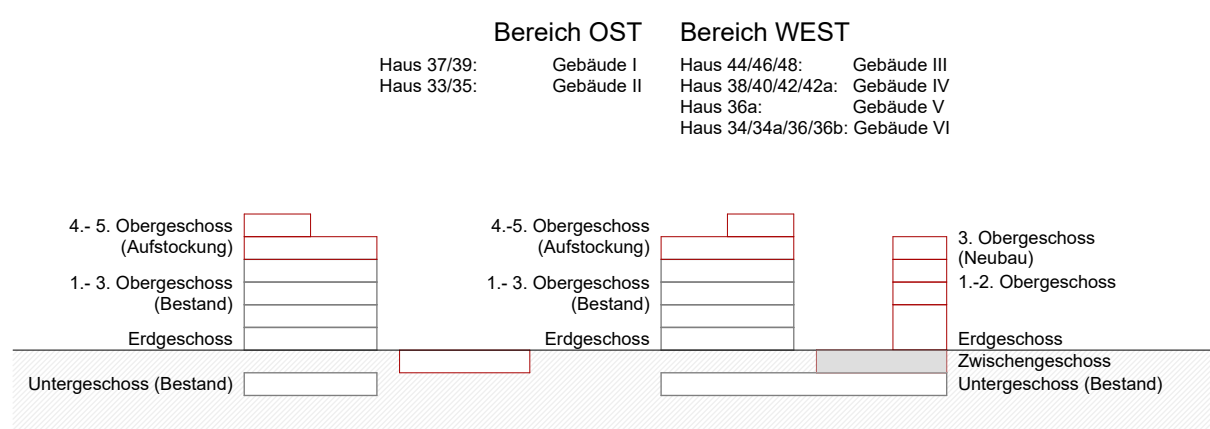 Bereich OST
Haus 37/39: Gebäude I
Haus 33/35: Gebäude II
Bereich WEST
Haus 44/46/48: Gebäude III
Haus 38/40/42/42a: Gebäude IV
Haus 36a: Gebäude V
Haus 34/34a/36/36b: Gebäude VI
4.- 5. Obergeschoss
(Aufstockung)
1.- 3. Obergeschoss
(Bestand)
Erdgeschoss
Untergeschoss (Bestand)
4.-5. Obergeschoss
(Aufstockung)
1.- 3. Obergeschoss
(Bestand)
Erdgeschoss
3. Obergeschoss
(Neubau)
1.-2. Obergeschoss
Erdgeschoss
Zwischengeschoss
Untergeschoss (Bestand)